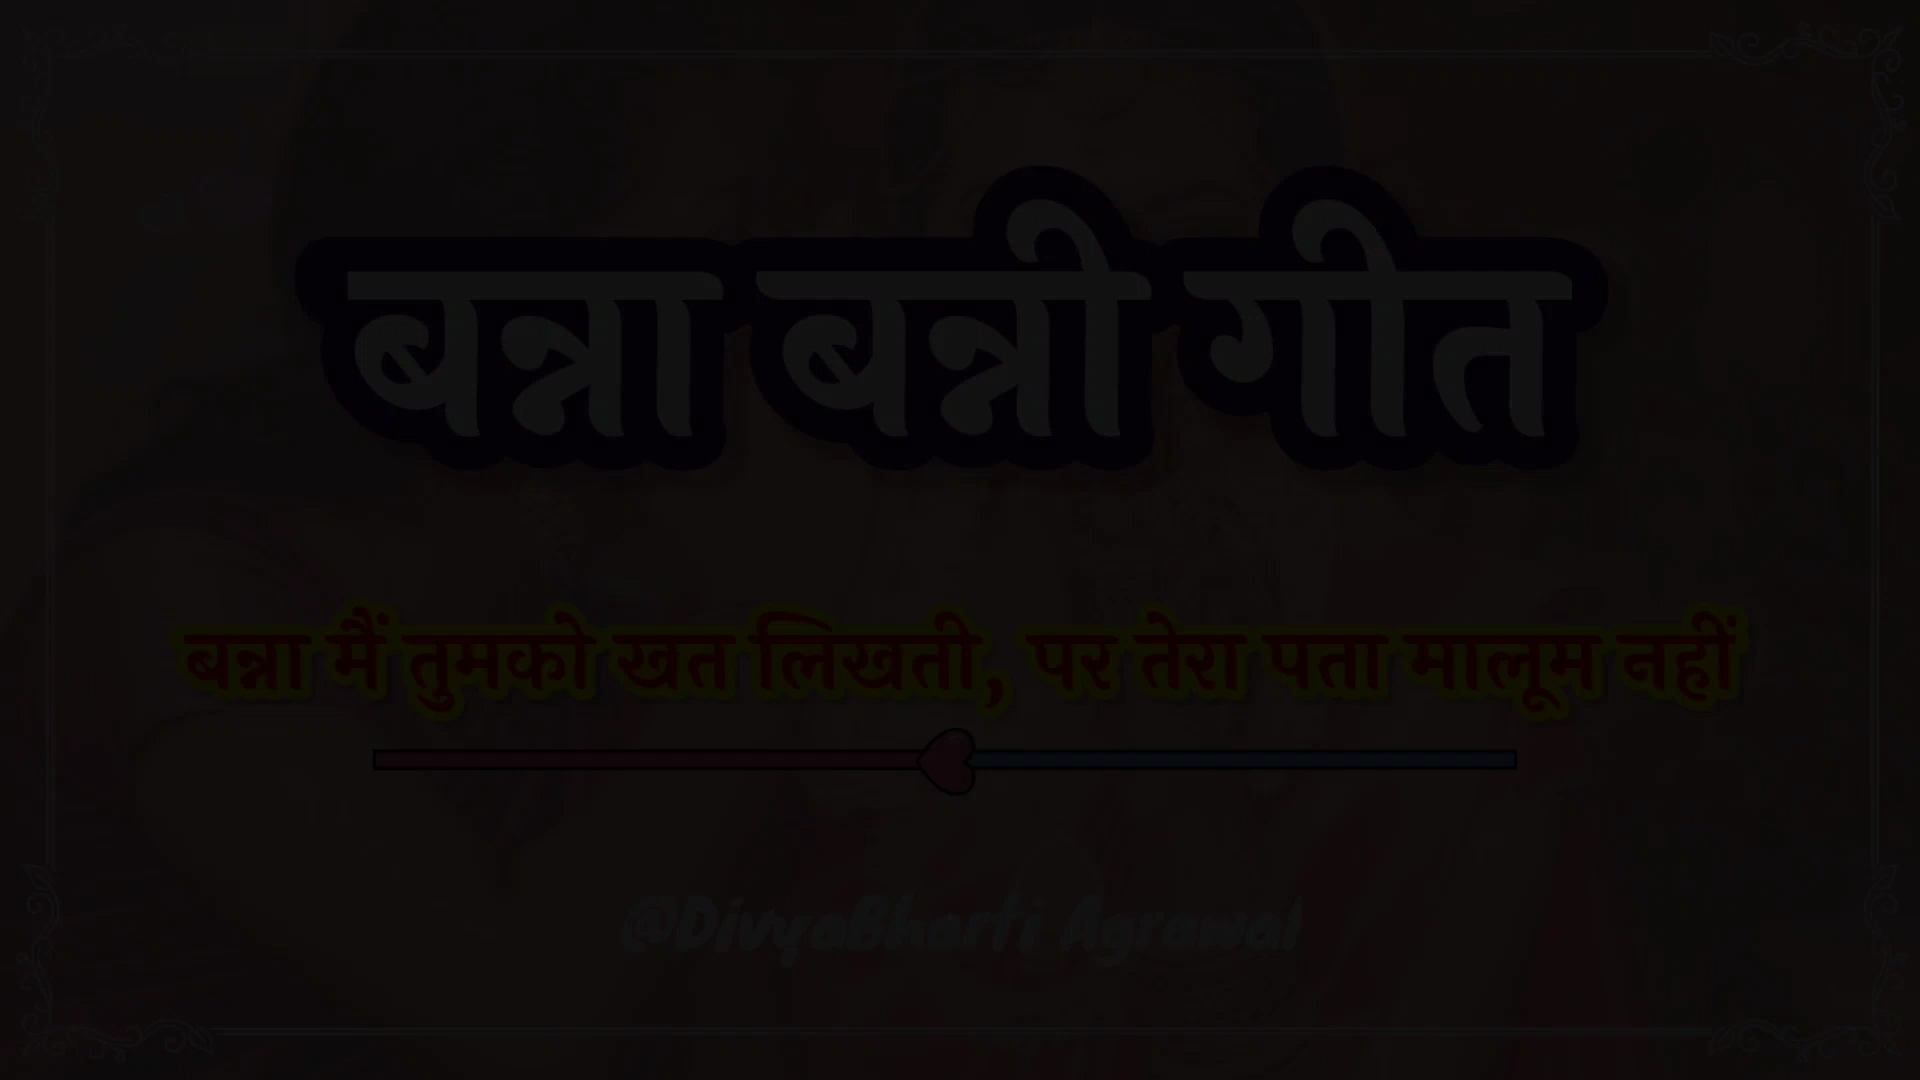 बन्ना बन्नी गीत
बन्ना मैं तुमको खत लिखती, पर तेरा पता मालूम नहीं
@DivyaBharti Agrawal